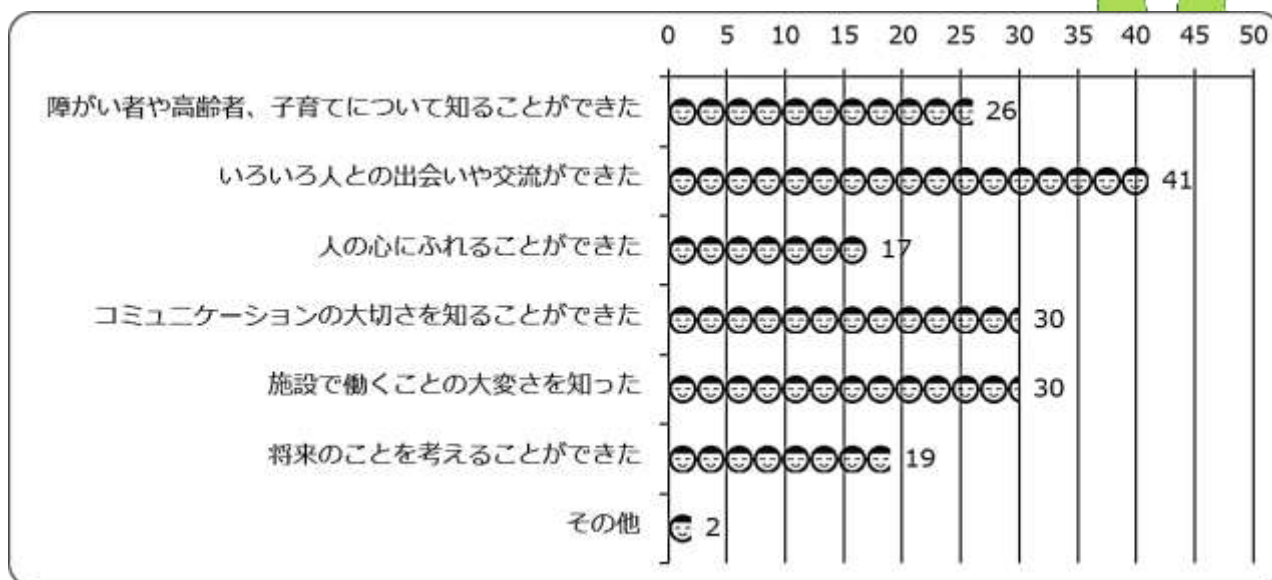 0 5 10 15 20 25 30 35 40 45 50
障がい者や高齢者、子育てについて知ることができた 26
いろいろ人との出会いや交流ができた 41
人の心にふれることができた 17
コミュニケーションの大切さを知ることができた 30
施設で働くことの大変さを知った 30
将来のことを考えることができた 19
その他 2